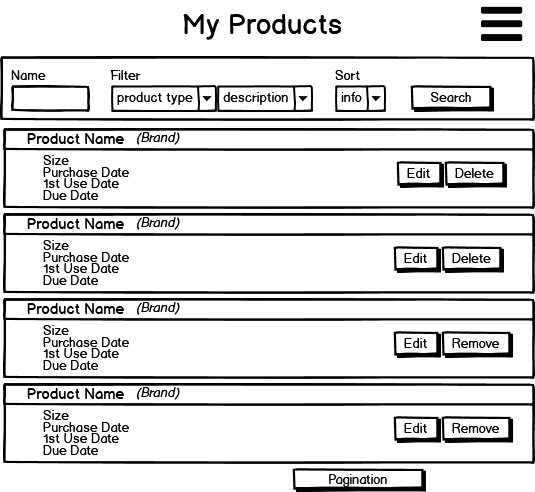 My Products
Name Filter Sort
product type description info Search
Product Name (Brand)
Size
Purchase Date
1st Use Date
Due Date
Edit Delete
Product Name (Brand)
Size
Purchase Date
1st Use Date
Due Date
Edit Delete
Product Name (Brand)
Size
Purchase Date
1st Use Date
Due Date
Edit Remove
Product Name (Brand)
Size
Purchase Date
1st Use Date
Due Date
Edit Remove
Pagination